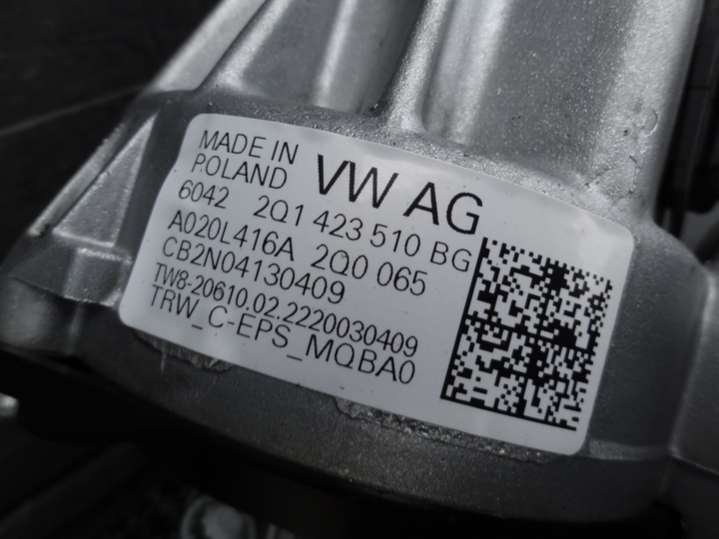 MADE IN
POLAND VW AG
6042 2Q1 423 510 BG
A020L416A 2Q0 065
CB2N04130409
TW8-20610.02.2220030409
TRW_C-EPS_MQBA0